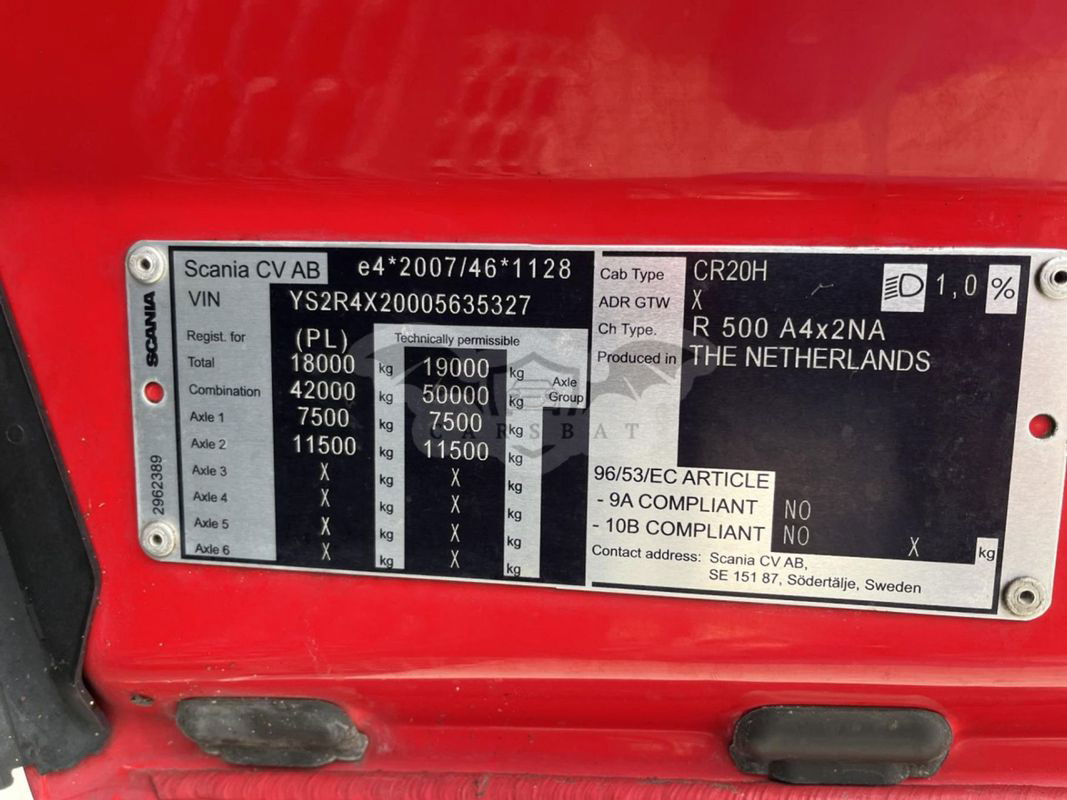 Scania CV AB e4*2007/46*1128
VIN YS2R4X20005635327
Regist. for (PL) Technically permissible
Total 18000 kg 19000 kg
Combination 42000 kg 50000 kg Axle Group
Axle 1 7500 kg 7500 kg
Axle 2 11500 kg 11500 kg
Axle 3 X kg X kg
Axle 4 X kg X kg
Axle 5 X kg X kg
Axle 6 X kg X kg
SCANIA
2962389
Cab Type CR20H 1,0 %
ADR GTW X
Ch Type. R 500 A4x2NA
Produced in THE NETHERLANDS
96/53/EC ARTICLE
- 9A COMPLIANT NO
- 10B COMPLIANT NO X kg
Contact address: Scania CV AB,
SE 151 87, Södertälje, Sweden
CARSBAT